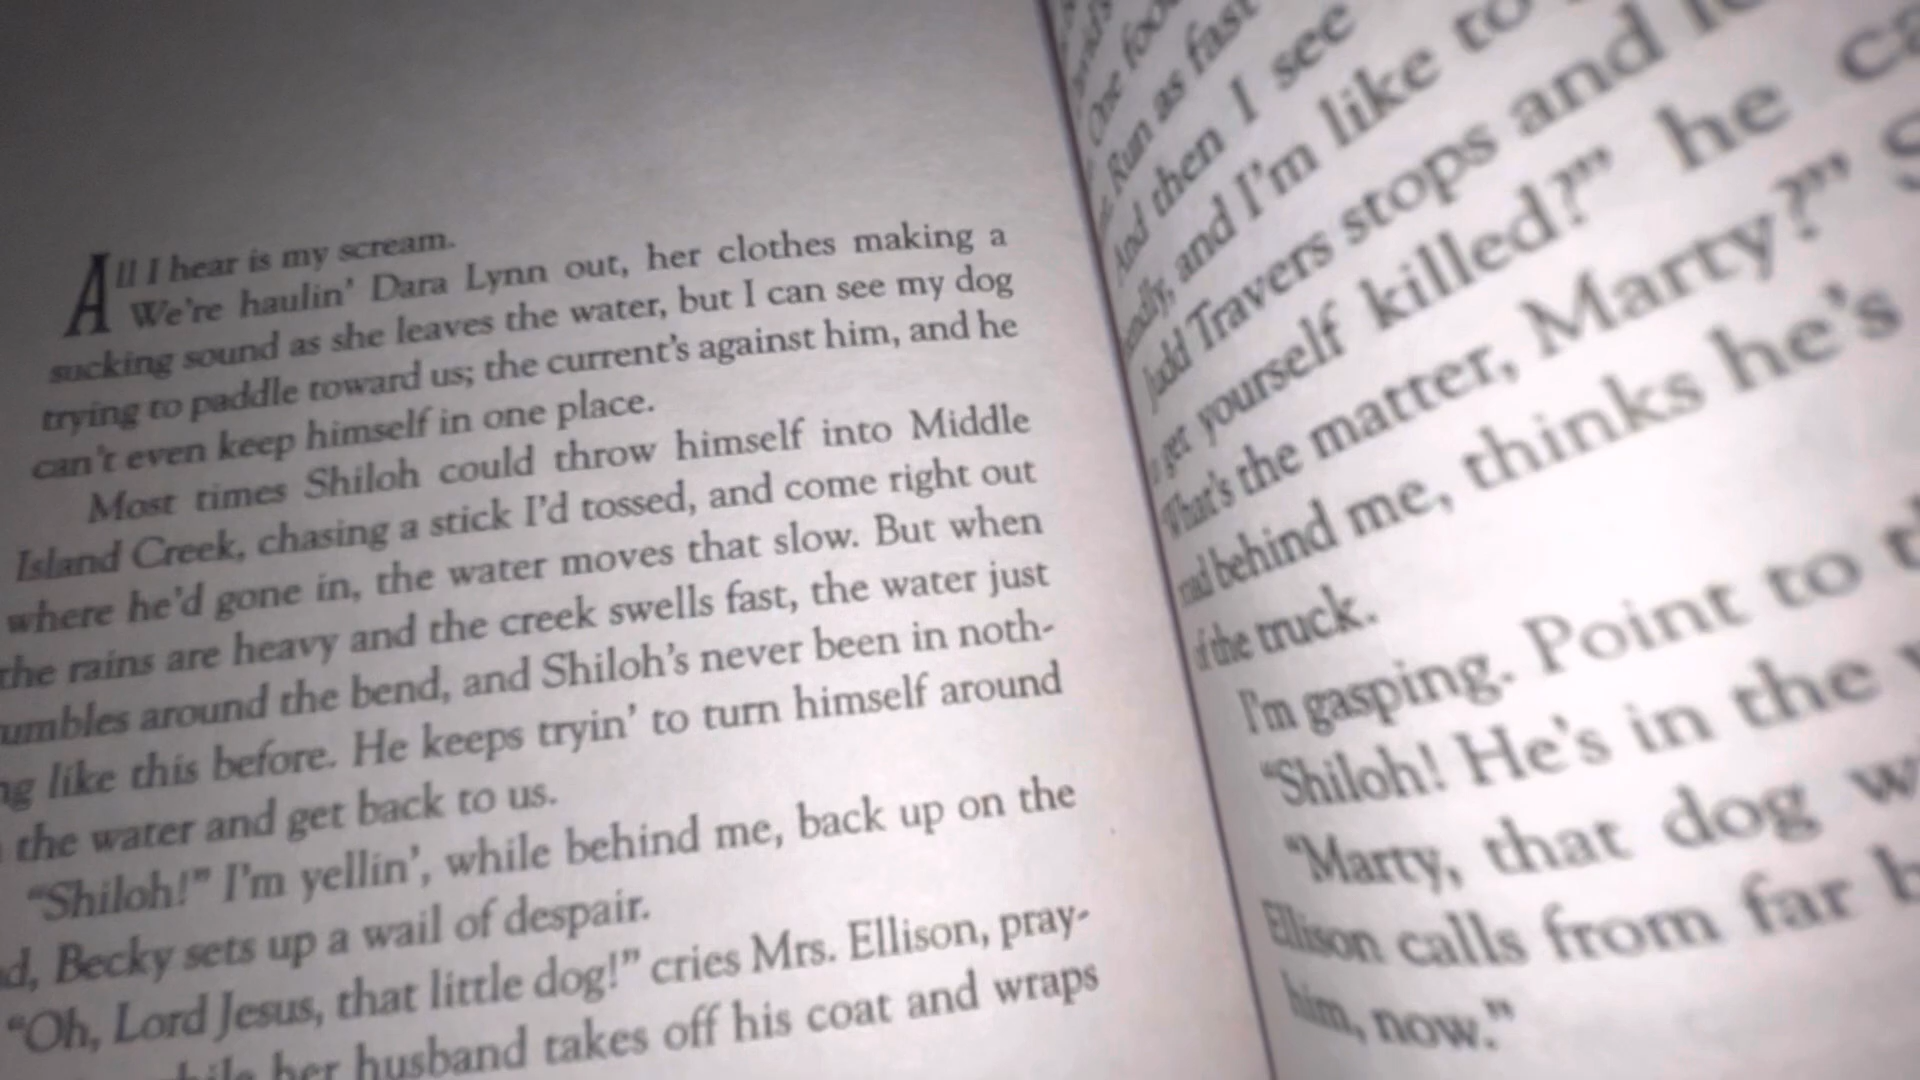 All I hear is my scream.
We're haulin' Dara Lynn out, her clothes making a
sucking sound as she leaves the water, but I can see my dog
trying to paddle toward us; the current's against him, and he
can't even keep himself in one place.
Most times Shiloh could throw himself into Middle
Island Creek, chasing a stick I'd tossed, and come right out
where he'd gone in, the water moves that slow. But when
the rains are heavy and the creek swells fast, the water just
umbles around the bend, and Shiloh's never been in noth-
ng like this before. He keeps tryin' to turn himself around
the water and get back to us.
"Shiloh!" I'm yellin', while behind me, back up on the
d, Becky sets up a wail of despair.
"Oh, Lord Jesus, that little dog!" cries Mrs. Ellison, pray-
her husband takes off his coat and wraps
One foo
Run as fast
And then I see
and I'm like to
Judd Travers stops and
get yourself killed?" he ca
What's the matter, Marty?'" S
behind me, thinks he's
of the truck.
I'm gasping. Point to th
"Shiloh! He's in the w
"Marty, that dog w
Ellison calls from far b
him, now."